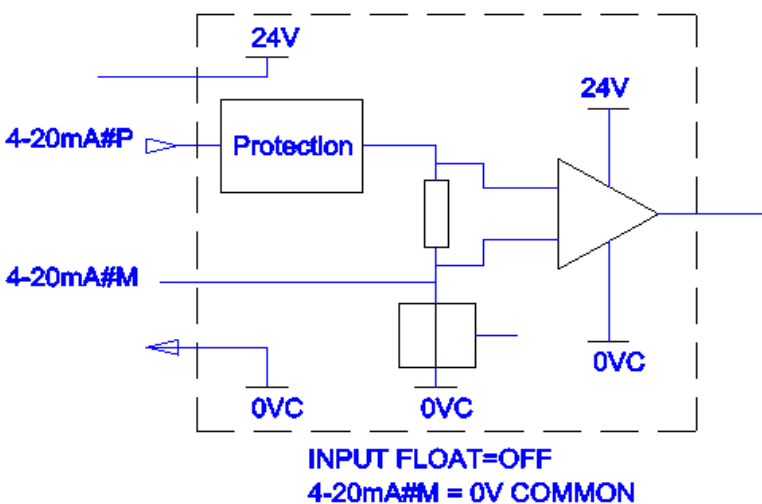 24V
24V
4-20mA#P
Protection
4-20mA#M
0VC
0VC
0VC
INPUT FLOAT=OFF
4-20mA#M = 0V COMMON